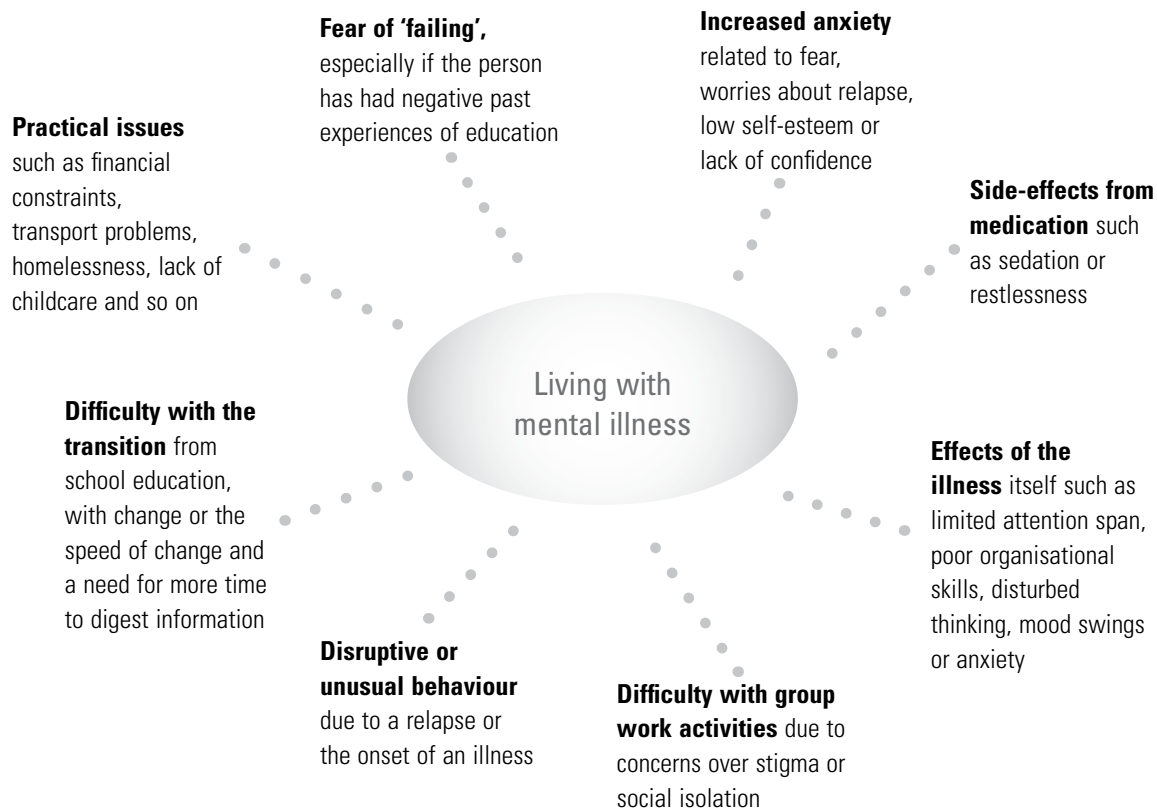 Fear of ‘failing’,
especially if the person
has had negative past
experiences of education
Increased anxiety
related to fear,
worries about relapse,
low self-esteem or
lack of confidence
Practical issues
such as financial
constraints,
transport problems,
homelessness, lack of
childcare and so on
Side-effects from
medication such
as sedation or
restlessness
Living with
mental illness
Difficulty with the
transition from
school education,
with change or the
speed of change and
a need for more time
to digest information
Effects of the
illness itself such as
limited attention span,
poor organisational
skills, disturbed
thinking, mood swings
or anxiety
Disruptive or
unusual behaviour
due to a relapse or
the onset of an illness
Difficulty with group
work activities due to
concerns over stigma or
social isolation